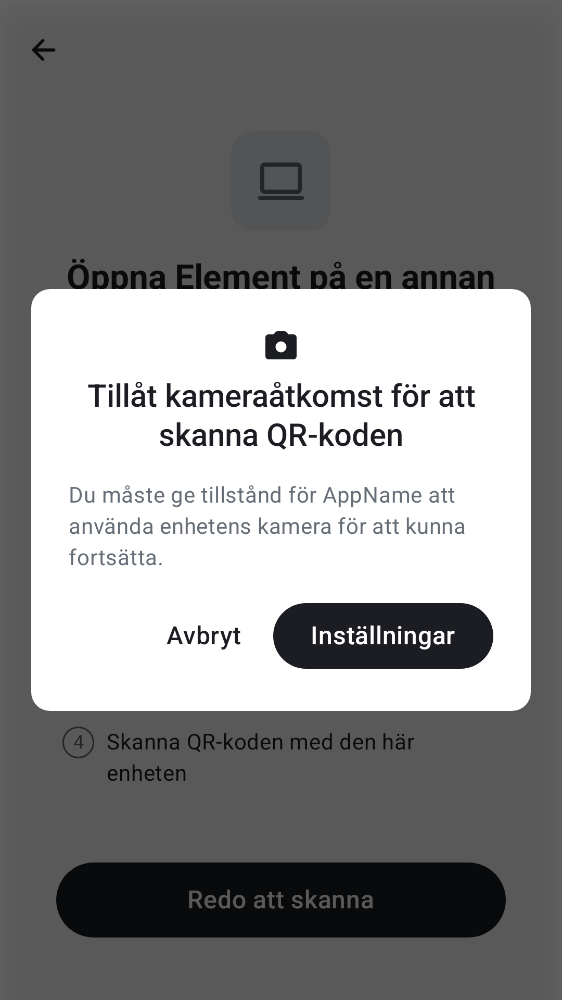 Öppna Element på en annan
Tillåt kameraåtkomst för att
skanna QR-koden
Du måste ge tillstånd för AppName att
använda enhetens kamera för att kunna
fortsätta.
Avbryt
Inställningar
4
Skanna QR-koden med den här
enheten
Redo att skanna